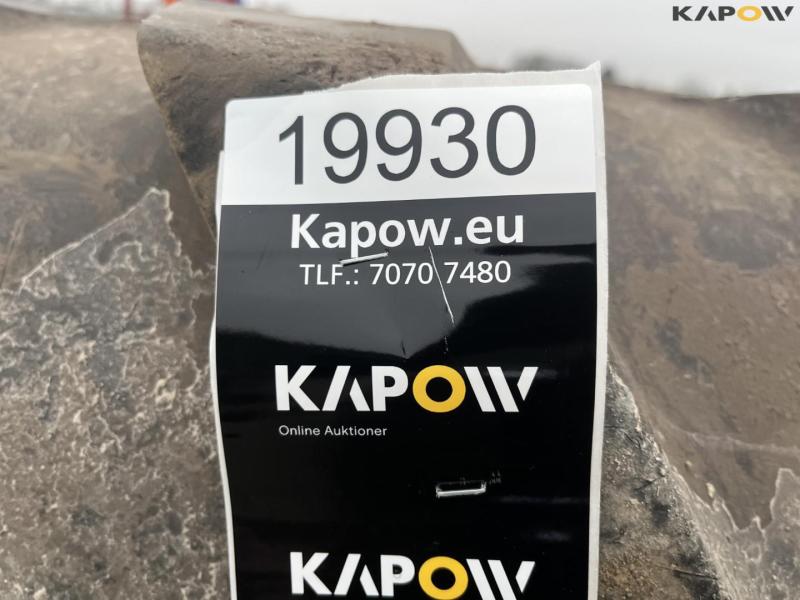 KAPOW
19930
Kapow.eu
TLF.: 7070 7480
KAPOW
Online Auktioner
KAPOW